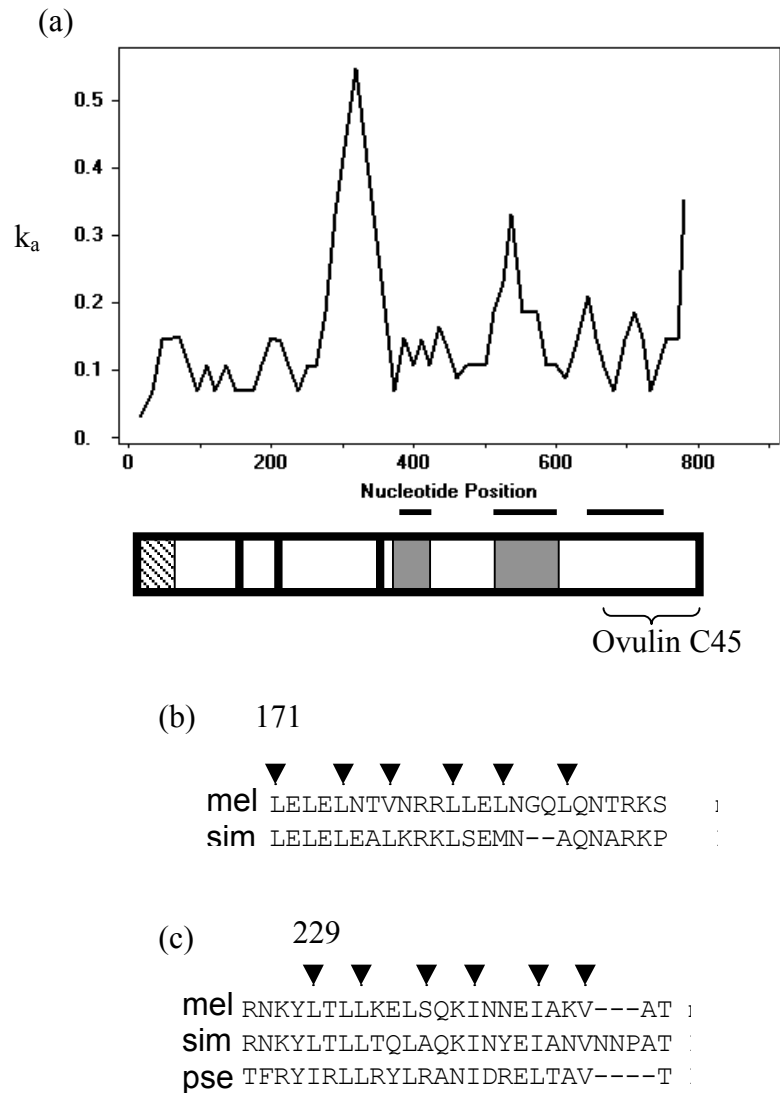 (a)
0.5
0.4
0.3
kₐ
0.2
0.1
0.
0 200 400 600 800
Nucleotide Position
Ovulin C45
(b) 171
mel LELELNTVNRRLLELNGQLQNTRKS
sim LELELEALKRKLSEMN--AQNARKP
(c) 229
mel RNKYLTLLKELSQKINNEIAKV---AT
sim RNKYLTLLTQLAQKINYEIANVNNPAT
pse TFRYIRLLRYLRANIDRELTAV----T